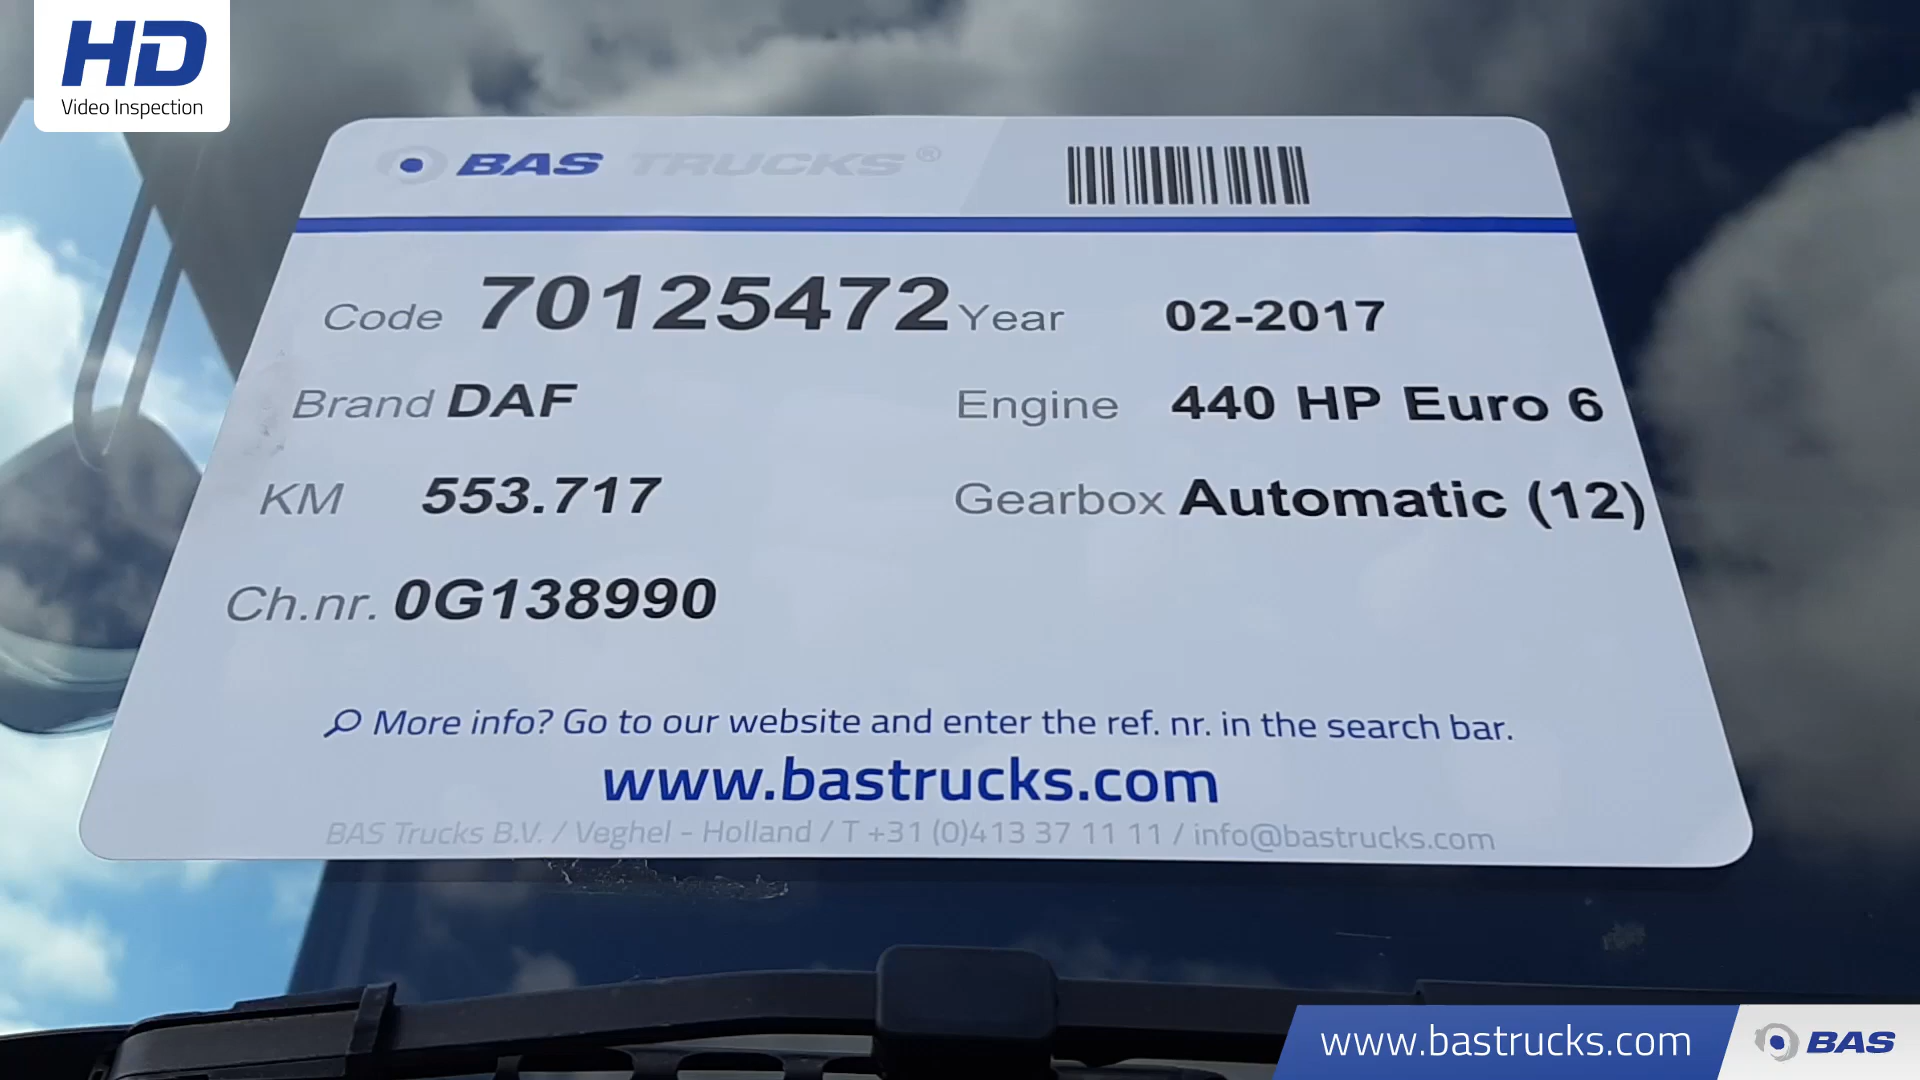 HD
Video Inspection
BAS TRUCKS®
Code 70125472 Year 02-2017
Brand DAF Engine 440 HP Euro 6
KM 553.717 Gearbox Automatic (12)
Ch.nr. 0G138990
More info? Go to our website and enter the ref. nr. in the search bar.
www.bastrucks.com
BAS Trucks B.V. / Veghel - Holland / T +31 (0)413 37 11 11 / info@bastrucks.com
www.bastrucks.com BAS